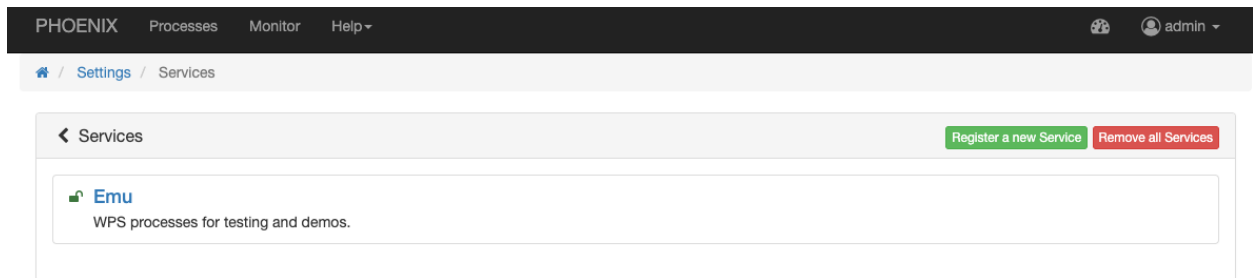 PHOENIX Processes Monitor Help admin
/ Settings / Services
Services Register a new Service Remove all Services
Emu
WPS processes for testing and demos.